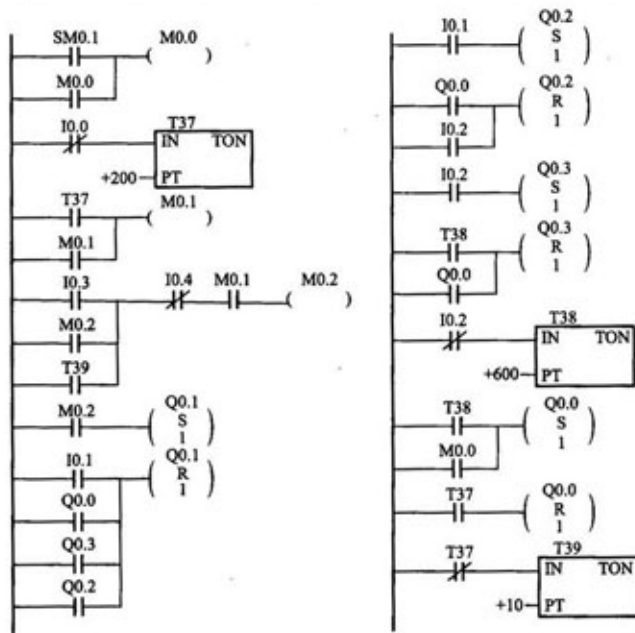 SM0.1
M0.0
M0.0
I0.0
T37
IN TON
+200 PT
T37
M0.1
M0.1
I0.3
I0.4
M0.1
M0.2
M0.2
T39
M0.2
Q0.1
S
1
I0.1
Q0.1
R
1
Q0.0
Q0.3
Q0.2
I0.1
Q0.2
S
1
Q0.0
Q0.2
R
1
I0.2
I0.2
Q0.3
S
1
T38
Q0.3
R
1
Q0.0
I0.2
T38
IN TON
+600 PT
T38
Q0.0
S
1
M0.0
T37
Q0.0
R
1
T37
T39
IN TON
+10 PT